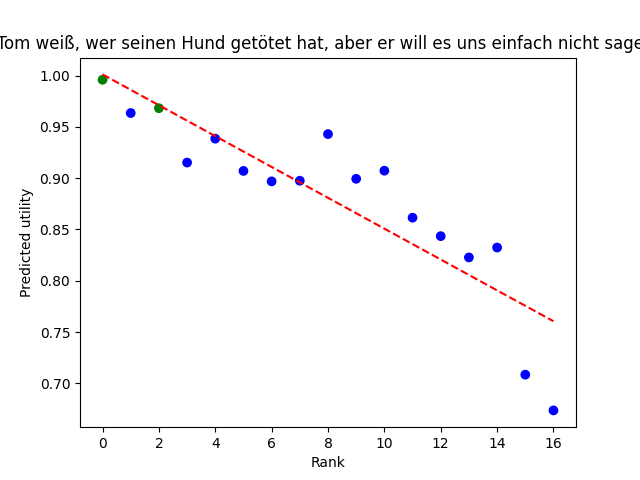 Tom weiß, wer seinen Hund getötet hat, aber er will es uns einfach nicht sage
1.00
0.95
0.90
0.85
0.80
0.75
0.70
Predicted utility
0 2 4 6 8 10 12 14 16
Rank